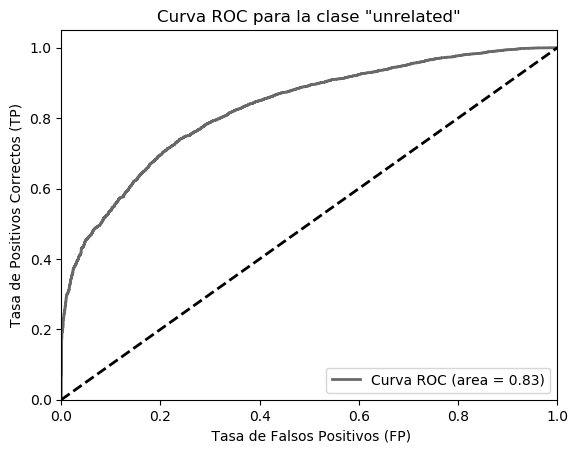 Curva ROC para la clase "unrelated"
Tasa de Positivos Correctos (TP)
1.0
0.8
0.6
0.4
0.2
0.0
Curva ROC (area = 0.83)
0.0 0.2 0.4 0.6 0.8 1.0
Tasa de Falsos Positivos (FP)